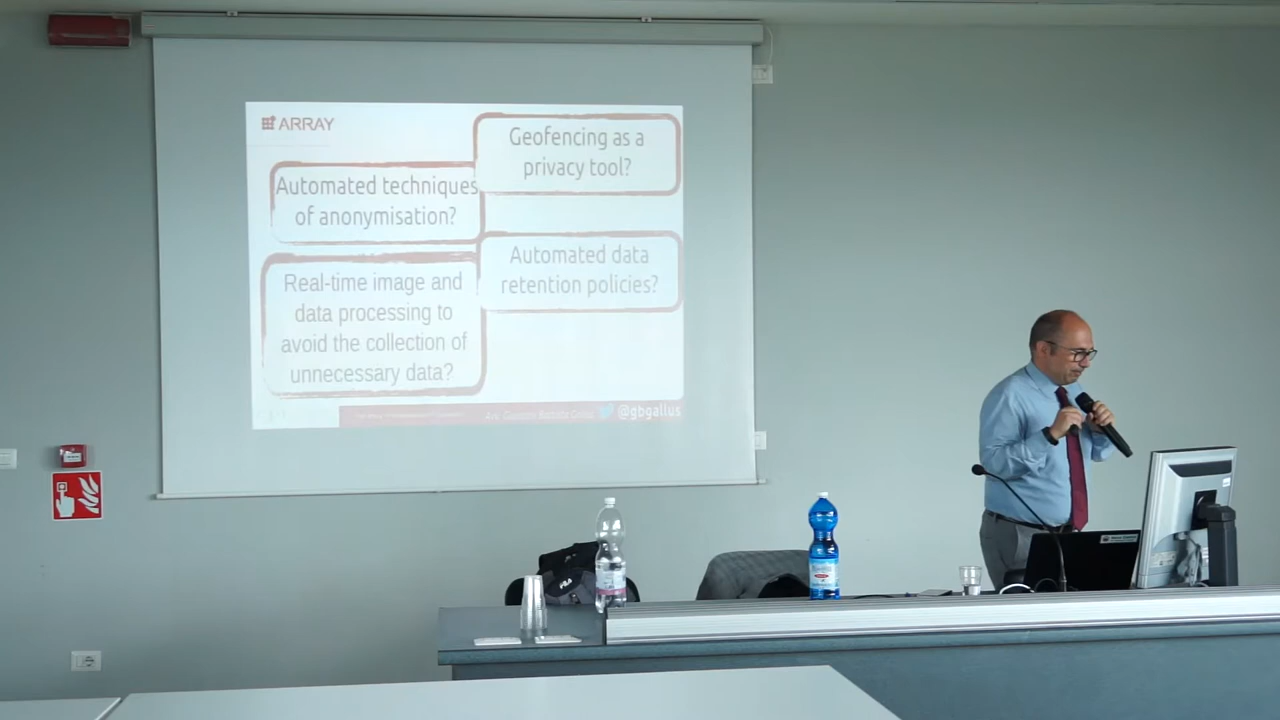 ARRAY
Geofencing as a
privacy tool?
Automated techniques
of anonymisation?
Automated data
retention policies?
Real-time image and
data processing to
avoid the collection of
unnecessary data?
@gbgallus
FILA